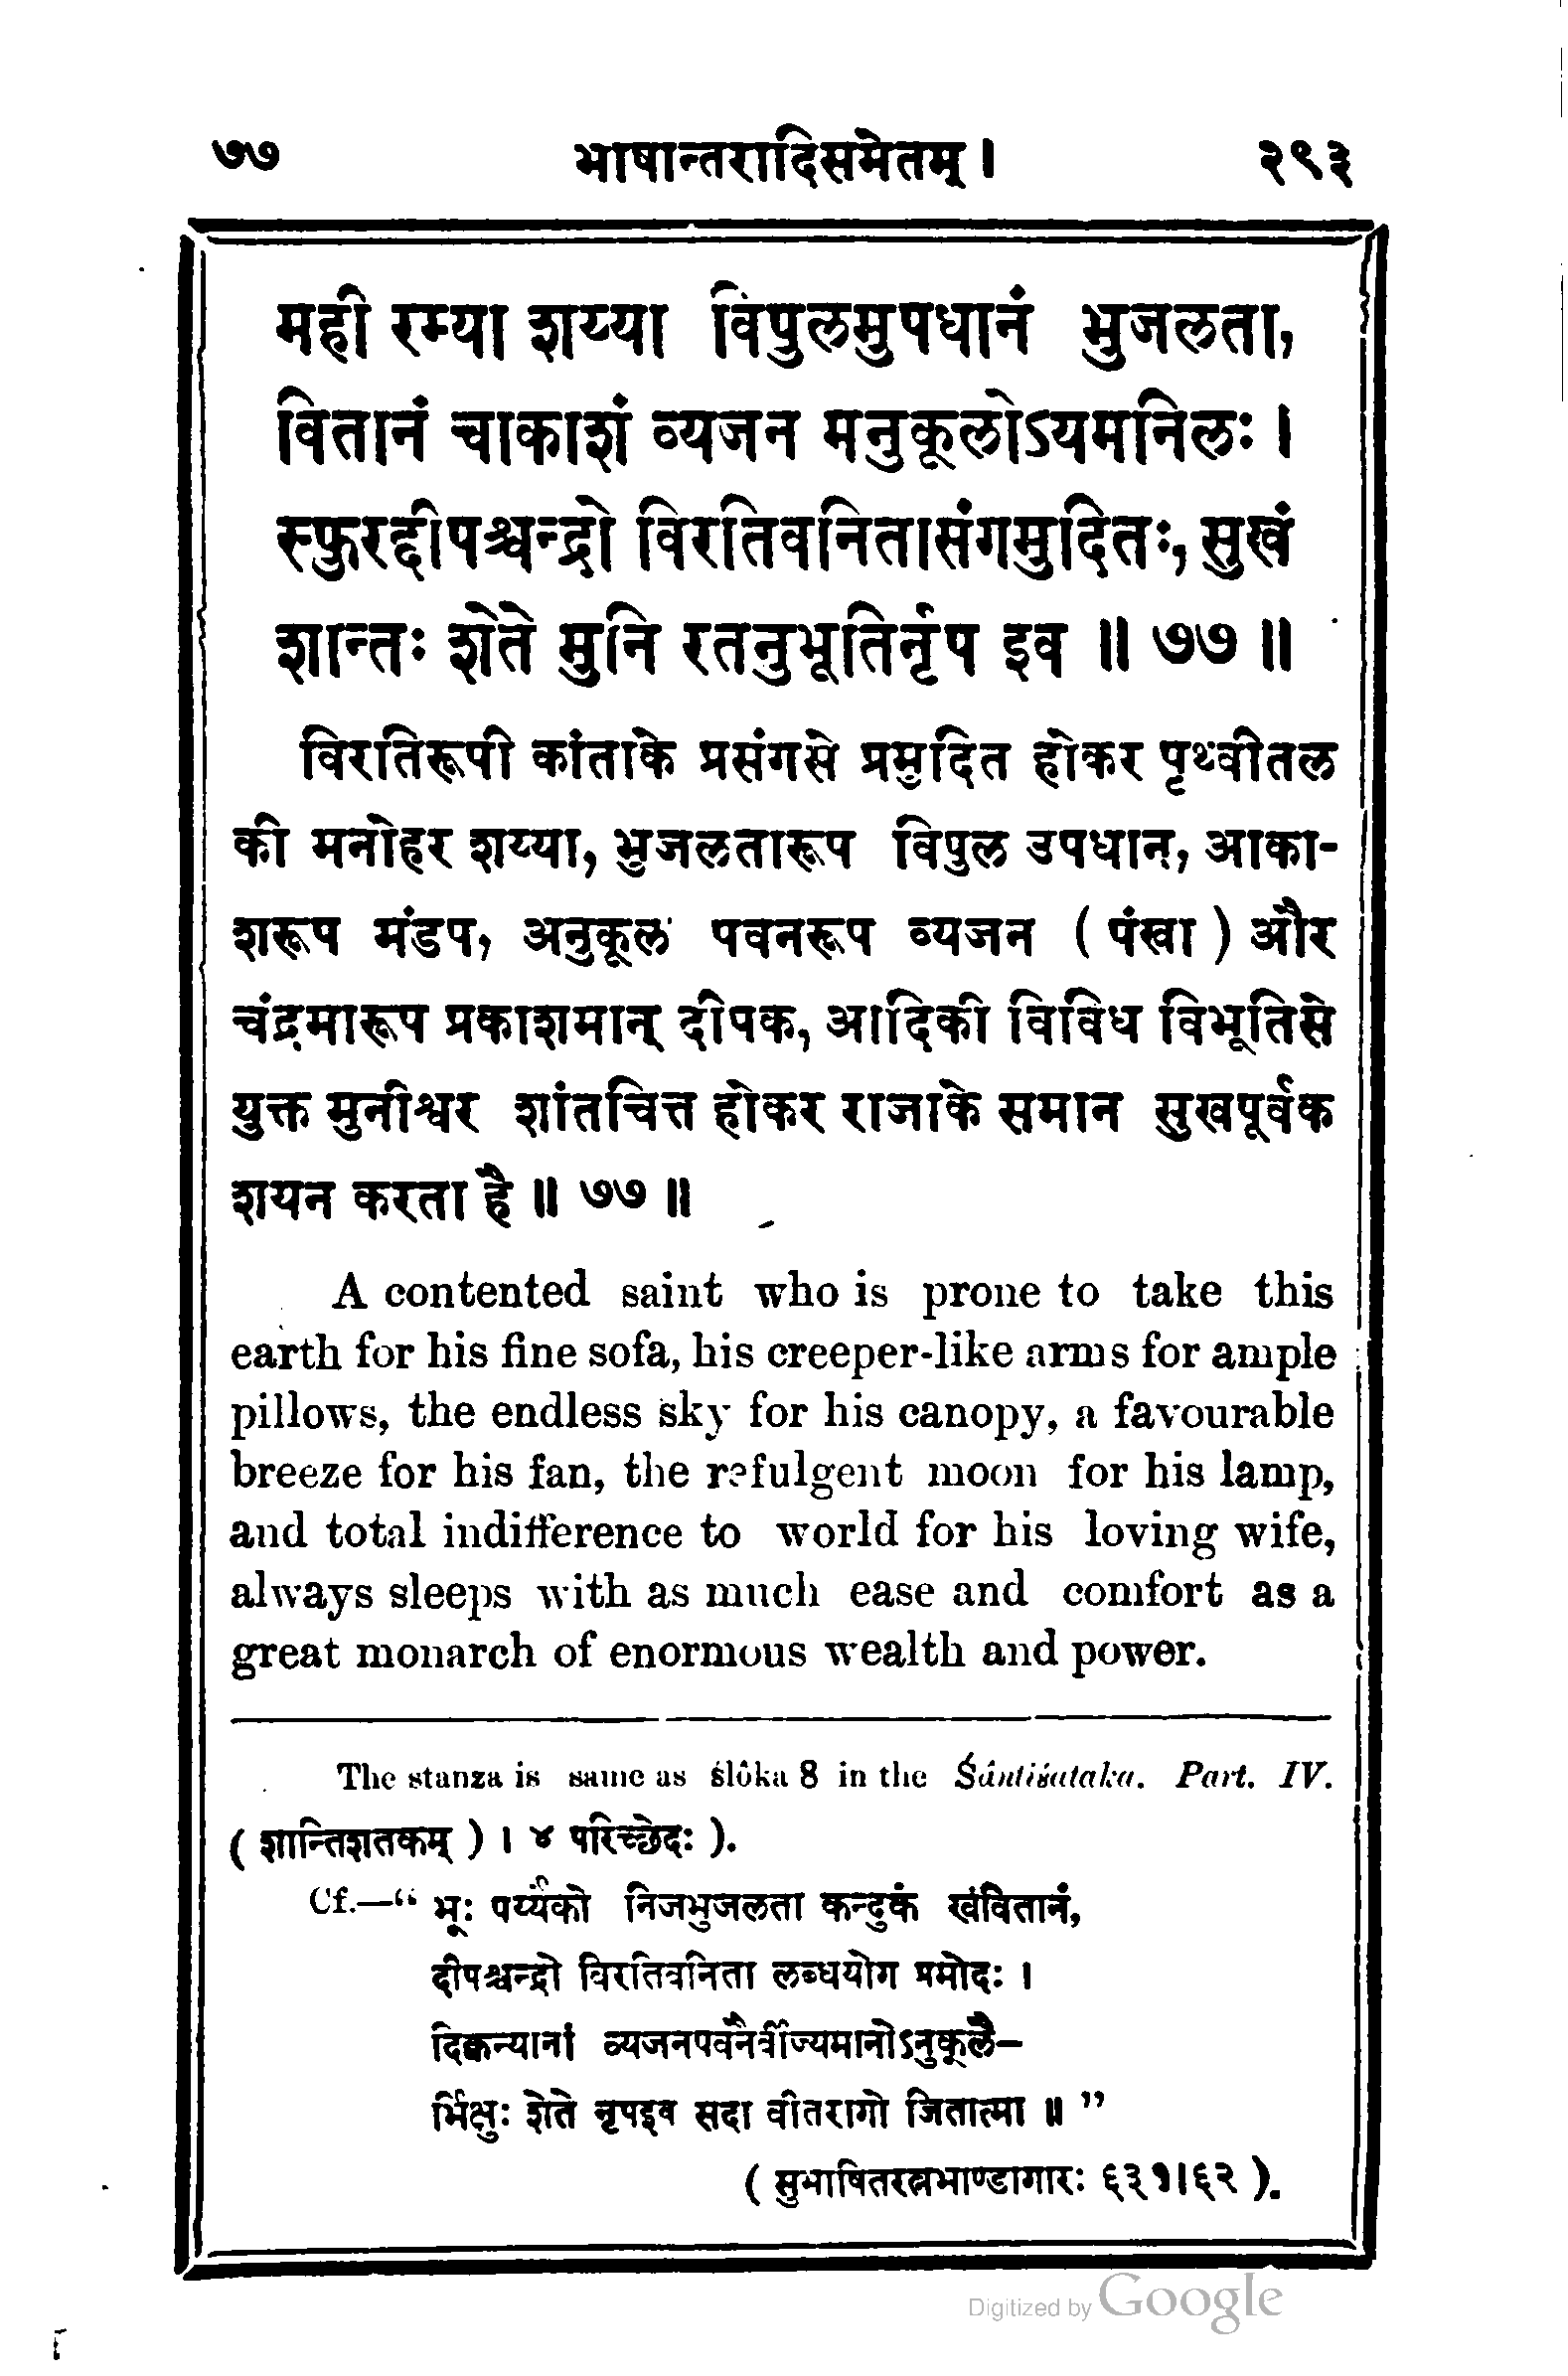 ७७ भाषान्तरादिसमेतम् । २९३
मही रम्या शय्या विपुलमुपधानं भुजलता,
वितानं चाकाशं व्यजन मनुकूलोऽयमनिलः ।
स्फुरद्दीपश्चन्द्रो विरतिवनितासंगमुदितः, सुखं
शान्तः शेते मुनि रतनुभूतिर्नृप इव ॥ ७७ ॥
विरतिरूपी कांताके प्रसंगसे प्रमुदित होकर पृथ्वीतल
की मनोहर शय्या, भुजलतारूप विपुल उपधान, आका-
शरूप मंडप, अनुकूल पवनरूप व्यजन ( पंखा ) और
चंद्रमारूप प्रकाशमान् दीपक, आदिकी विविध विभूतिसे
युक्त मुनीश्वर शांतचित्त होकर राजाके समान सुखपूर्वक
शयन करता है ॥ ७७ ॥
A contented saint who is prone to take this
earth for his fine sofa, his creeper-like arms for ample
pillows, the endless sky for his canopy, a favourable
breeze for his fan, the refulgent moon for his lamp,
and total indifference to world for his loving wife,
always sleeps with as much ease and comfort as a
great monarch of enormous wealth and power.
The stanza is same as ślôka 8 in the Śântiśataka. Part. IV.
( शान्तिशतकम् ) । ४ परिच्छेदः ).
Cf.—“ भूः पर्य्यंको निजभुजलता कन्दुकं खंवितानं,
दीपश्चन्द्रो विरतिवनिता लब्धयोग प्रमोदः ।
दिक्कन्यानां व्यजनपवनैर्वीज्यमानोऽनुकूलै—
र्भिक्षुः शेते नृपइव सदा वीतरागो जितात्मा ॥ ”
( सुभाषितरत्नभाण्डागारः ६३१।६२ ).
Digitized by Google